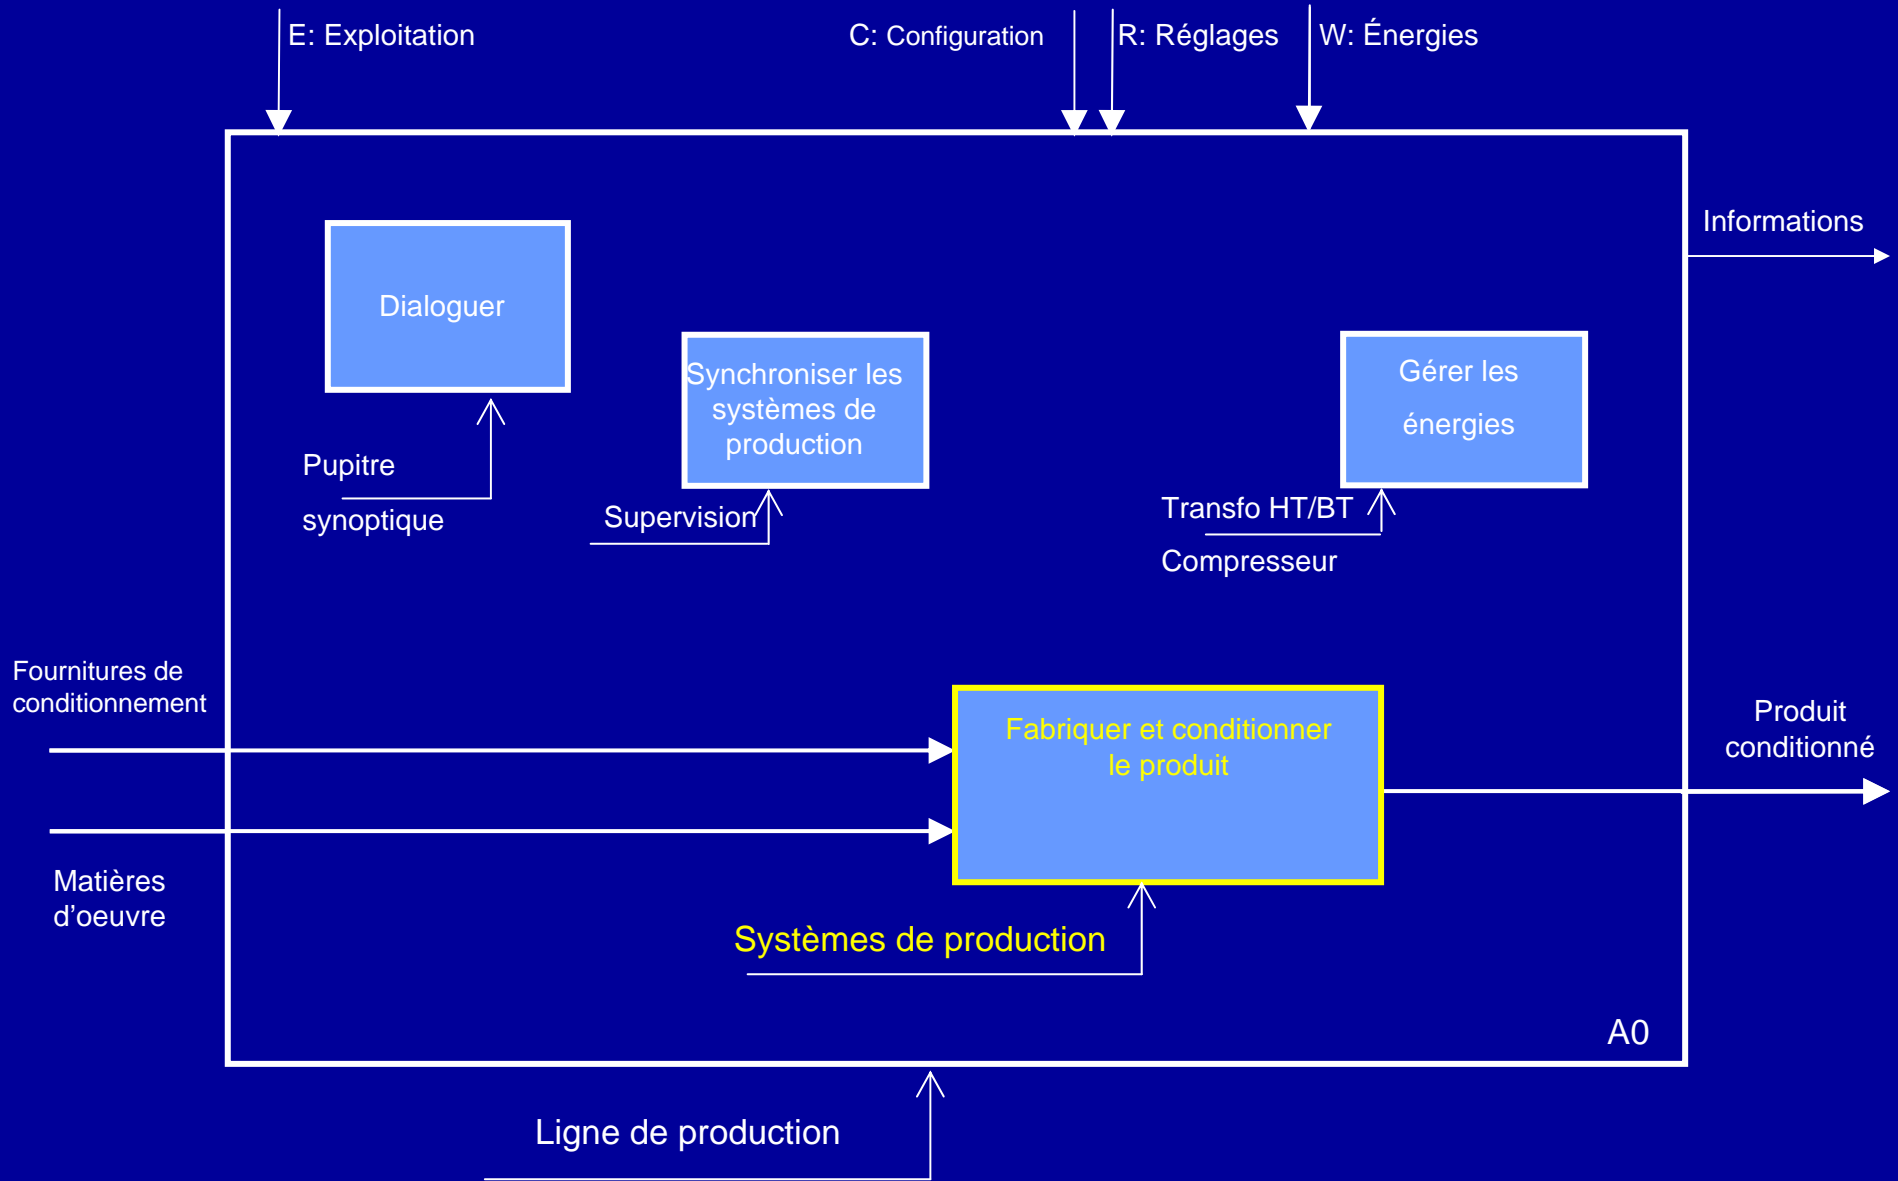 E: Exploitation
C: Configuration
R: Réglages
W: Énergies
Informations
Dialoguer
Synchroniser les
systèmes de
production
Gérer les
énergies
Pupitre
synoptique
Supervision
Transfo HT/BT
Compresseur
Fournitures de
conditionnement
Fabriquer et conditionner
le produit
Produit
conditionné
Matières
d'oeuvre
Systèmes de production
A0
Ligne de production